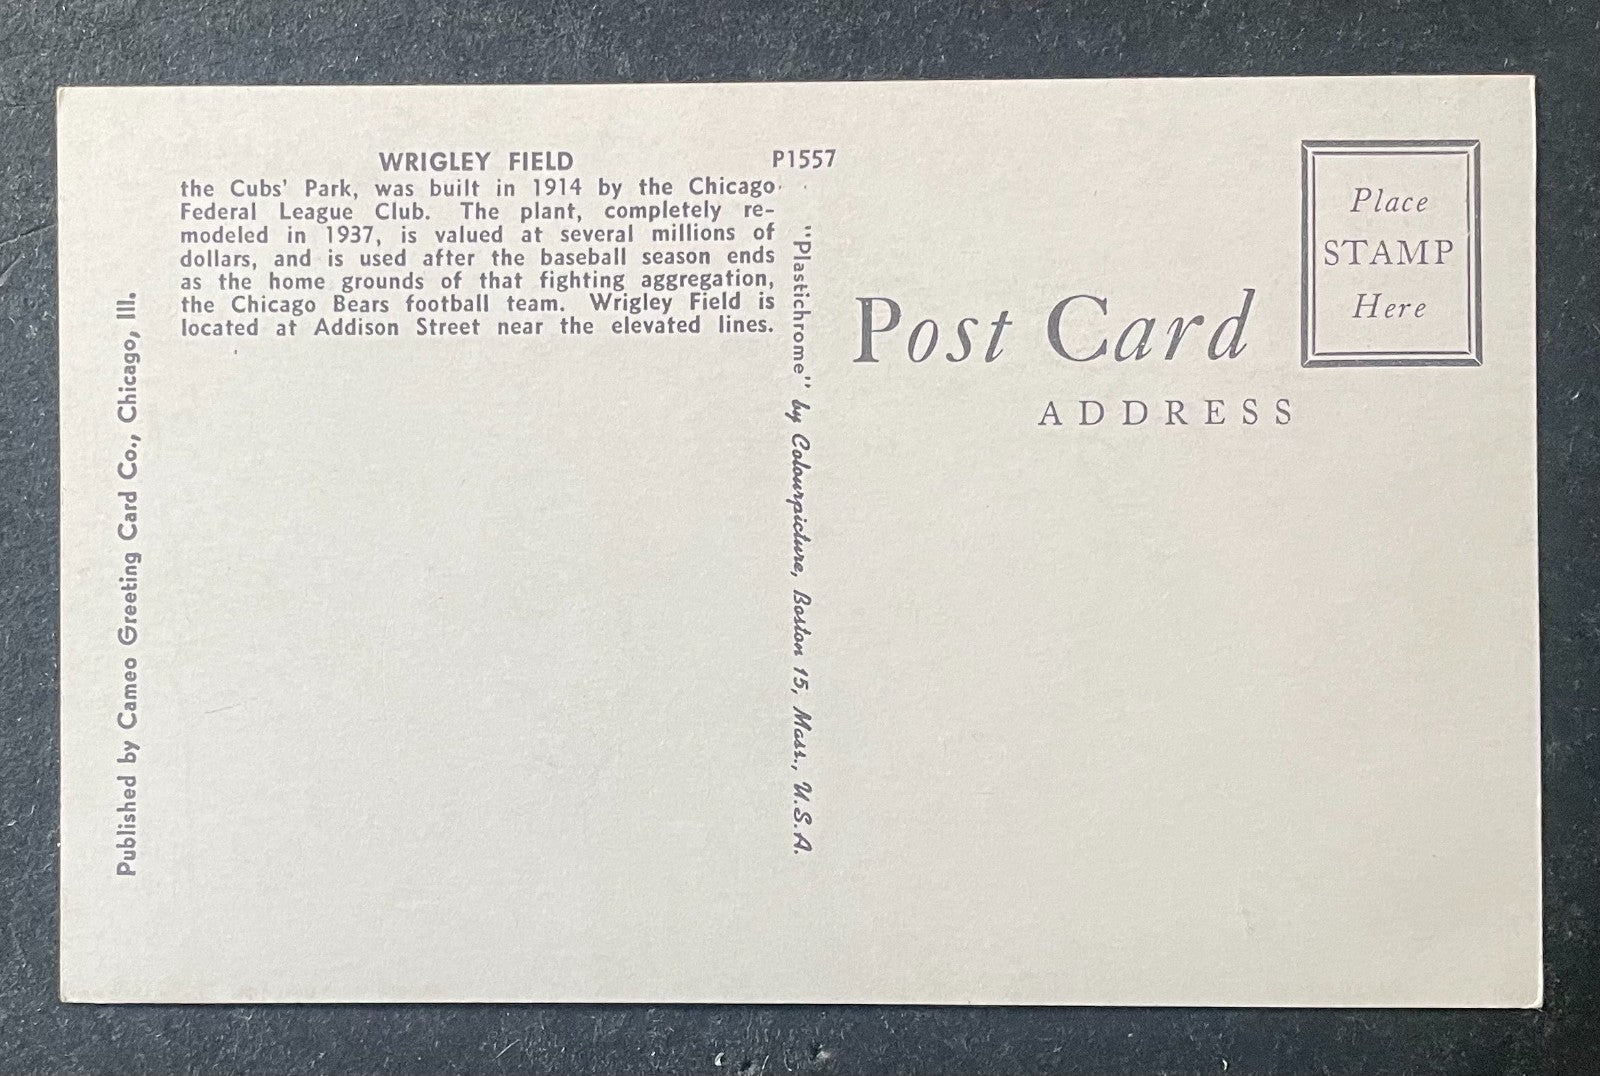 WRIGLEY FIELD
P1557
the Cubs' Park, was built in 1914 by the Chicago
Federal League Club. The plant, completely re-
modeled in 1937, is valued at several millions of
dollars, and is used after the baseball season ends
as the home grounds of that fighting aggregation,
the Chicago Bears football team. Wrigley Field is
located at Addison Street near the elevated lines.
Published by Cameo Greeting Card Co., Chicago, Ill.
"Plastichrome" by Colourpicture, Boston 15, Mass., U.S.A.
Post Card
ADDRESS
Place
STAMP
Here